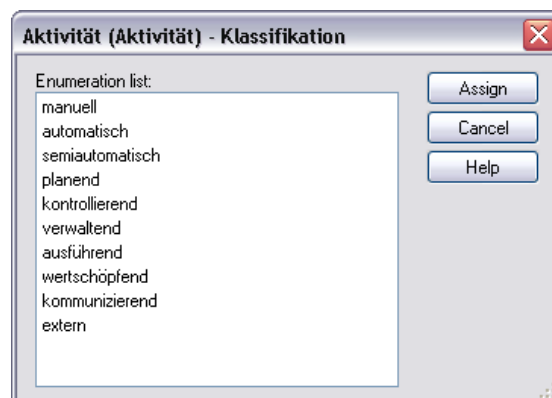 Aktivität (Aktivität) - Klassifikation
Enumeration list:
manuell
automatisch
semiautomatisch
planend
kontrollierend
verwaltend
ausführend
wertschöpfend
kommunizierend
extern
Assign
Cancel
Help